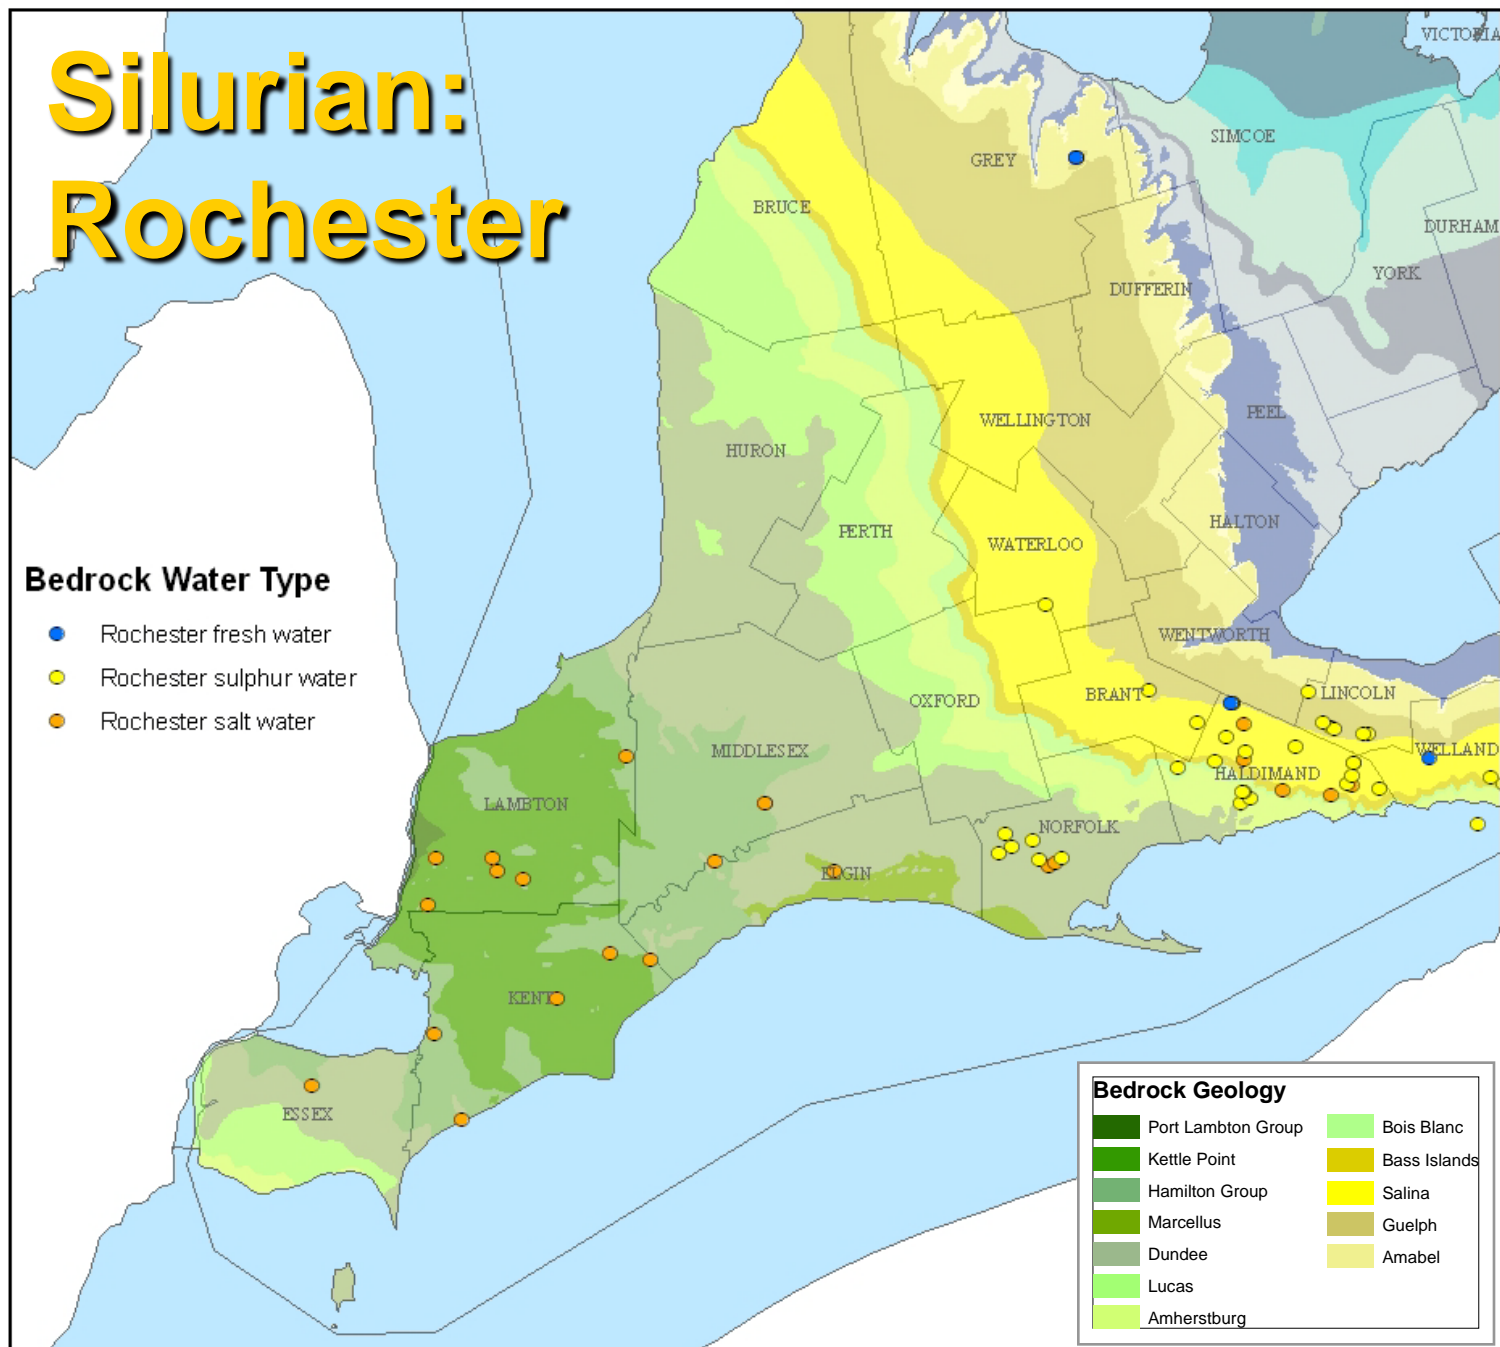 Silurian:
Rochester
VICTORIA
SIMCOE
GREY
BRUCE
DURHAM
YORK
DUFFERIN
PEEL
WELLINGTON
HURON
HALTON
PERTH
WATERLOO
Bedrock Water Type
Rochester fresh water
Rochester sulphur water
Rochester salt water
WENTWORTH
OXFORD
BRANT
LINCOLN
MIDDLESEX
WELLAND
HALDIMAND
LAMBTON
NORFOLK
ELGIN
KENT
ESSEX
Bedrock Geology
Port Lambton Group
Kettle Point
Hamilton Group
Marcellus
Dundee
Lucas
Amherstburg
Bois Blanc
Bass Islands
Salina
Guelph
Amabel